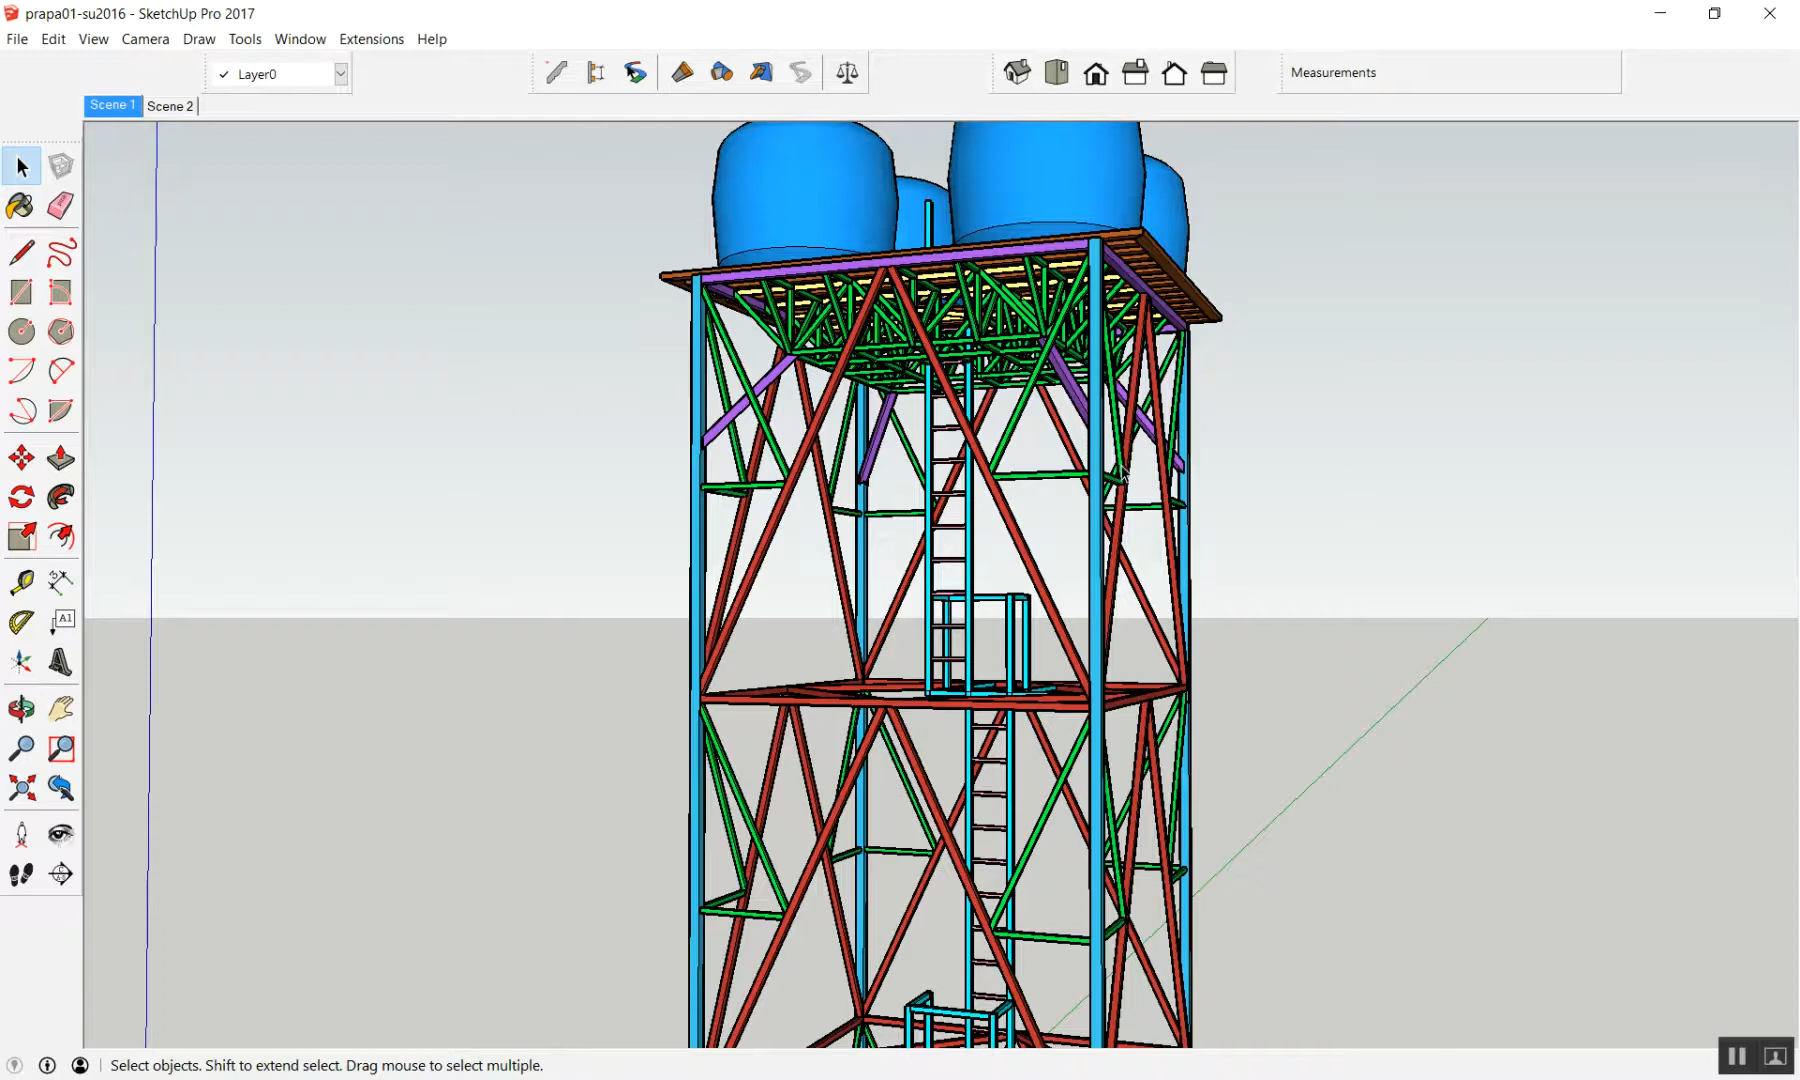 prapa01-su2016 - SketchUp Pro 2017
File Edit View Camera Draw Tools Window Extensions Help
Layer0
Measurements
Scene 1 Scene 2
A1
Select objects. Shift to extend select. Drag mouse to select multiple.